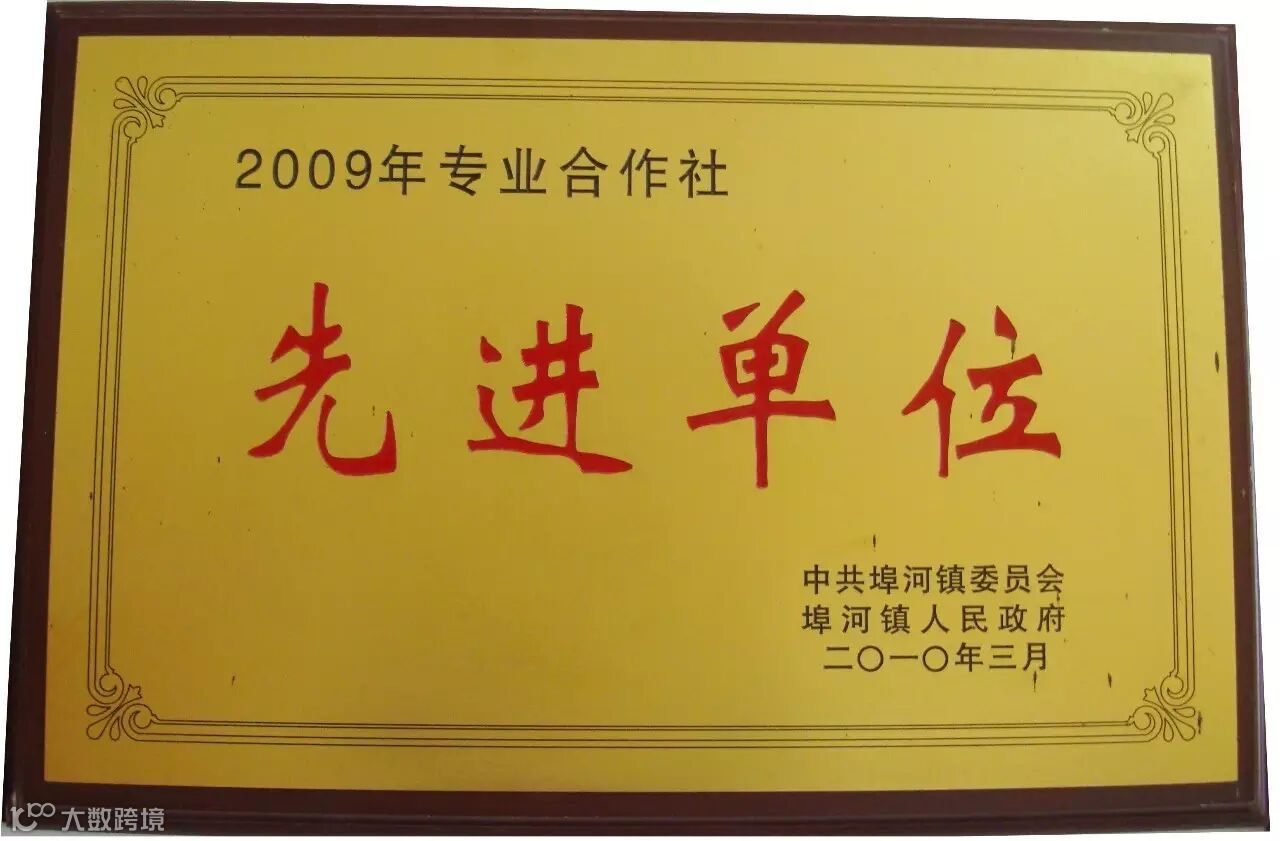 2009年专业合作社
先进单位
中共埠河镇委员会
埠河镇人民政府
二〇一〇年三月
大数跨境